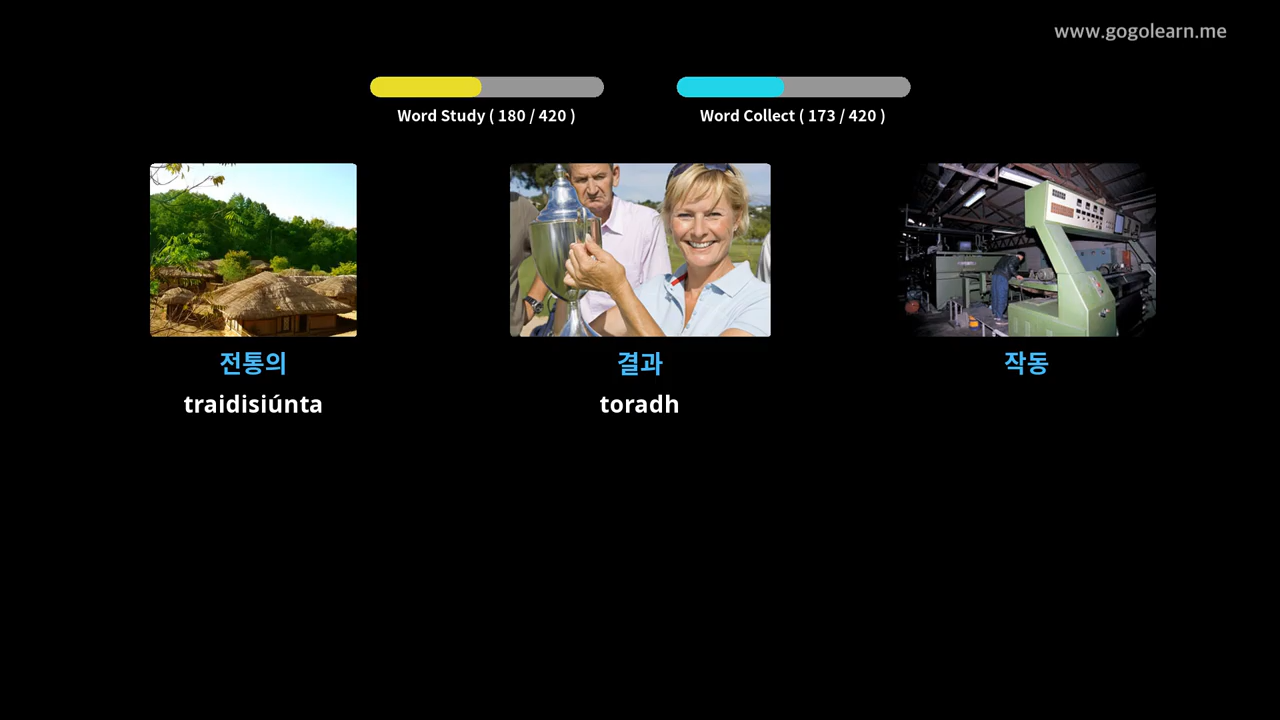 www.gogolearn.me
Word Study ( 180 / 420 )
Word Collect ( 173 / 420 )
전통의
traidisiúnta
결과
toradh
작동